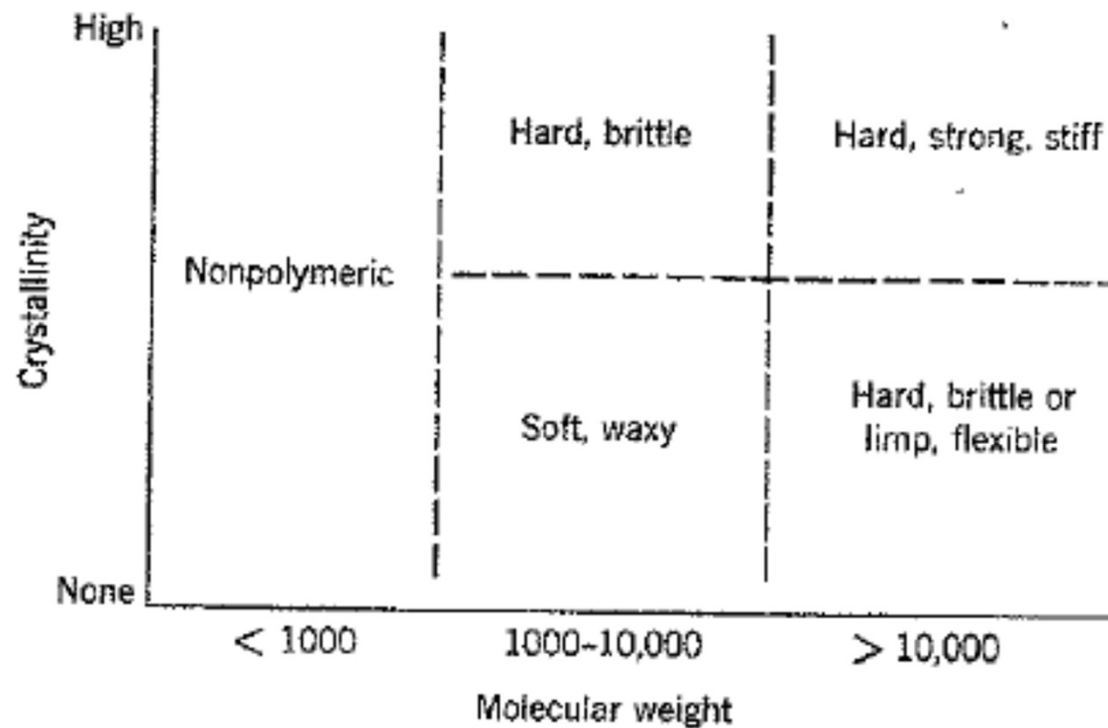 High
Hard, brittle
Hard, strong, stiff
Crystallinity
Nonpolymeric
Soft, waxy
Hard, brittle or
limp, flexible
None
< 1000
1000-10,000
> 10,000
Molecular weight